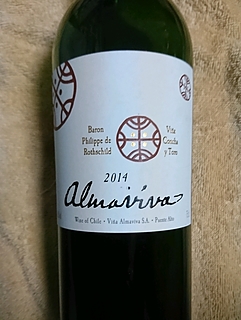 Baron
Philippe de
Rothschild
Viña
Concha
y Toro
2014
almaviva
Wine of Chile • Viña Almaviva S.A. • Puente Alto